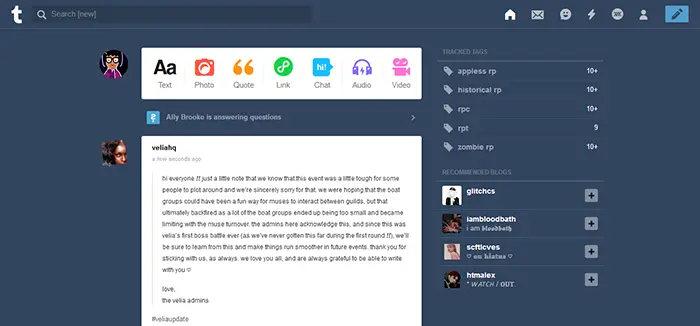 t
Search [new]
Aa
hi!
Text
Photo
Quote
Link
Chat
Audio
Video
Ally Brooke is answering questions
veliahq
a few seconds ago
hi everyone !! just a little note that we know that this event was a little tough for some
people to plot around and we're sincerely sorry for that. we were hoping that the boat
groups could have been a fun way for muses to interact between guilds, but that
ultimately backfired as a lot of the boat groups ended up being too small and became
limiting with the muse turnover. the admins here acknowledge this, and since this was
velia's first boss battle ever (as we've never gotten this far during the first round !!), we'll
be sure to learn from this and make things run smoother in future events. thank you for
sticking with us, as always. we love you all, and are always grateful to be able to write
with you ♡
love,
the velia admins
#veliaupdate
TRACKED TAGS
appless rp 10+
historical rp 10+
rpc 10+
rpt 9
zombie rp 10+
RECOMMENDED BLOGS
glitchcs
iambloodbath
i am bloodbath
scftlcves
♡ on hiatus ♡
htmalex
" WATCH / OUT.